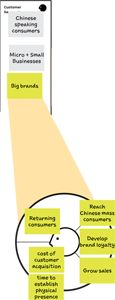 Customer
Se
Chinese
speaking
consumers
Micro + Small
Businesses
Big brands
Returning
consumers
cost of
customer
acquisition
time to
establish
physical
presence
Reach
Chinese mass
consumers
Develop
brand loyalty
Grow sales